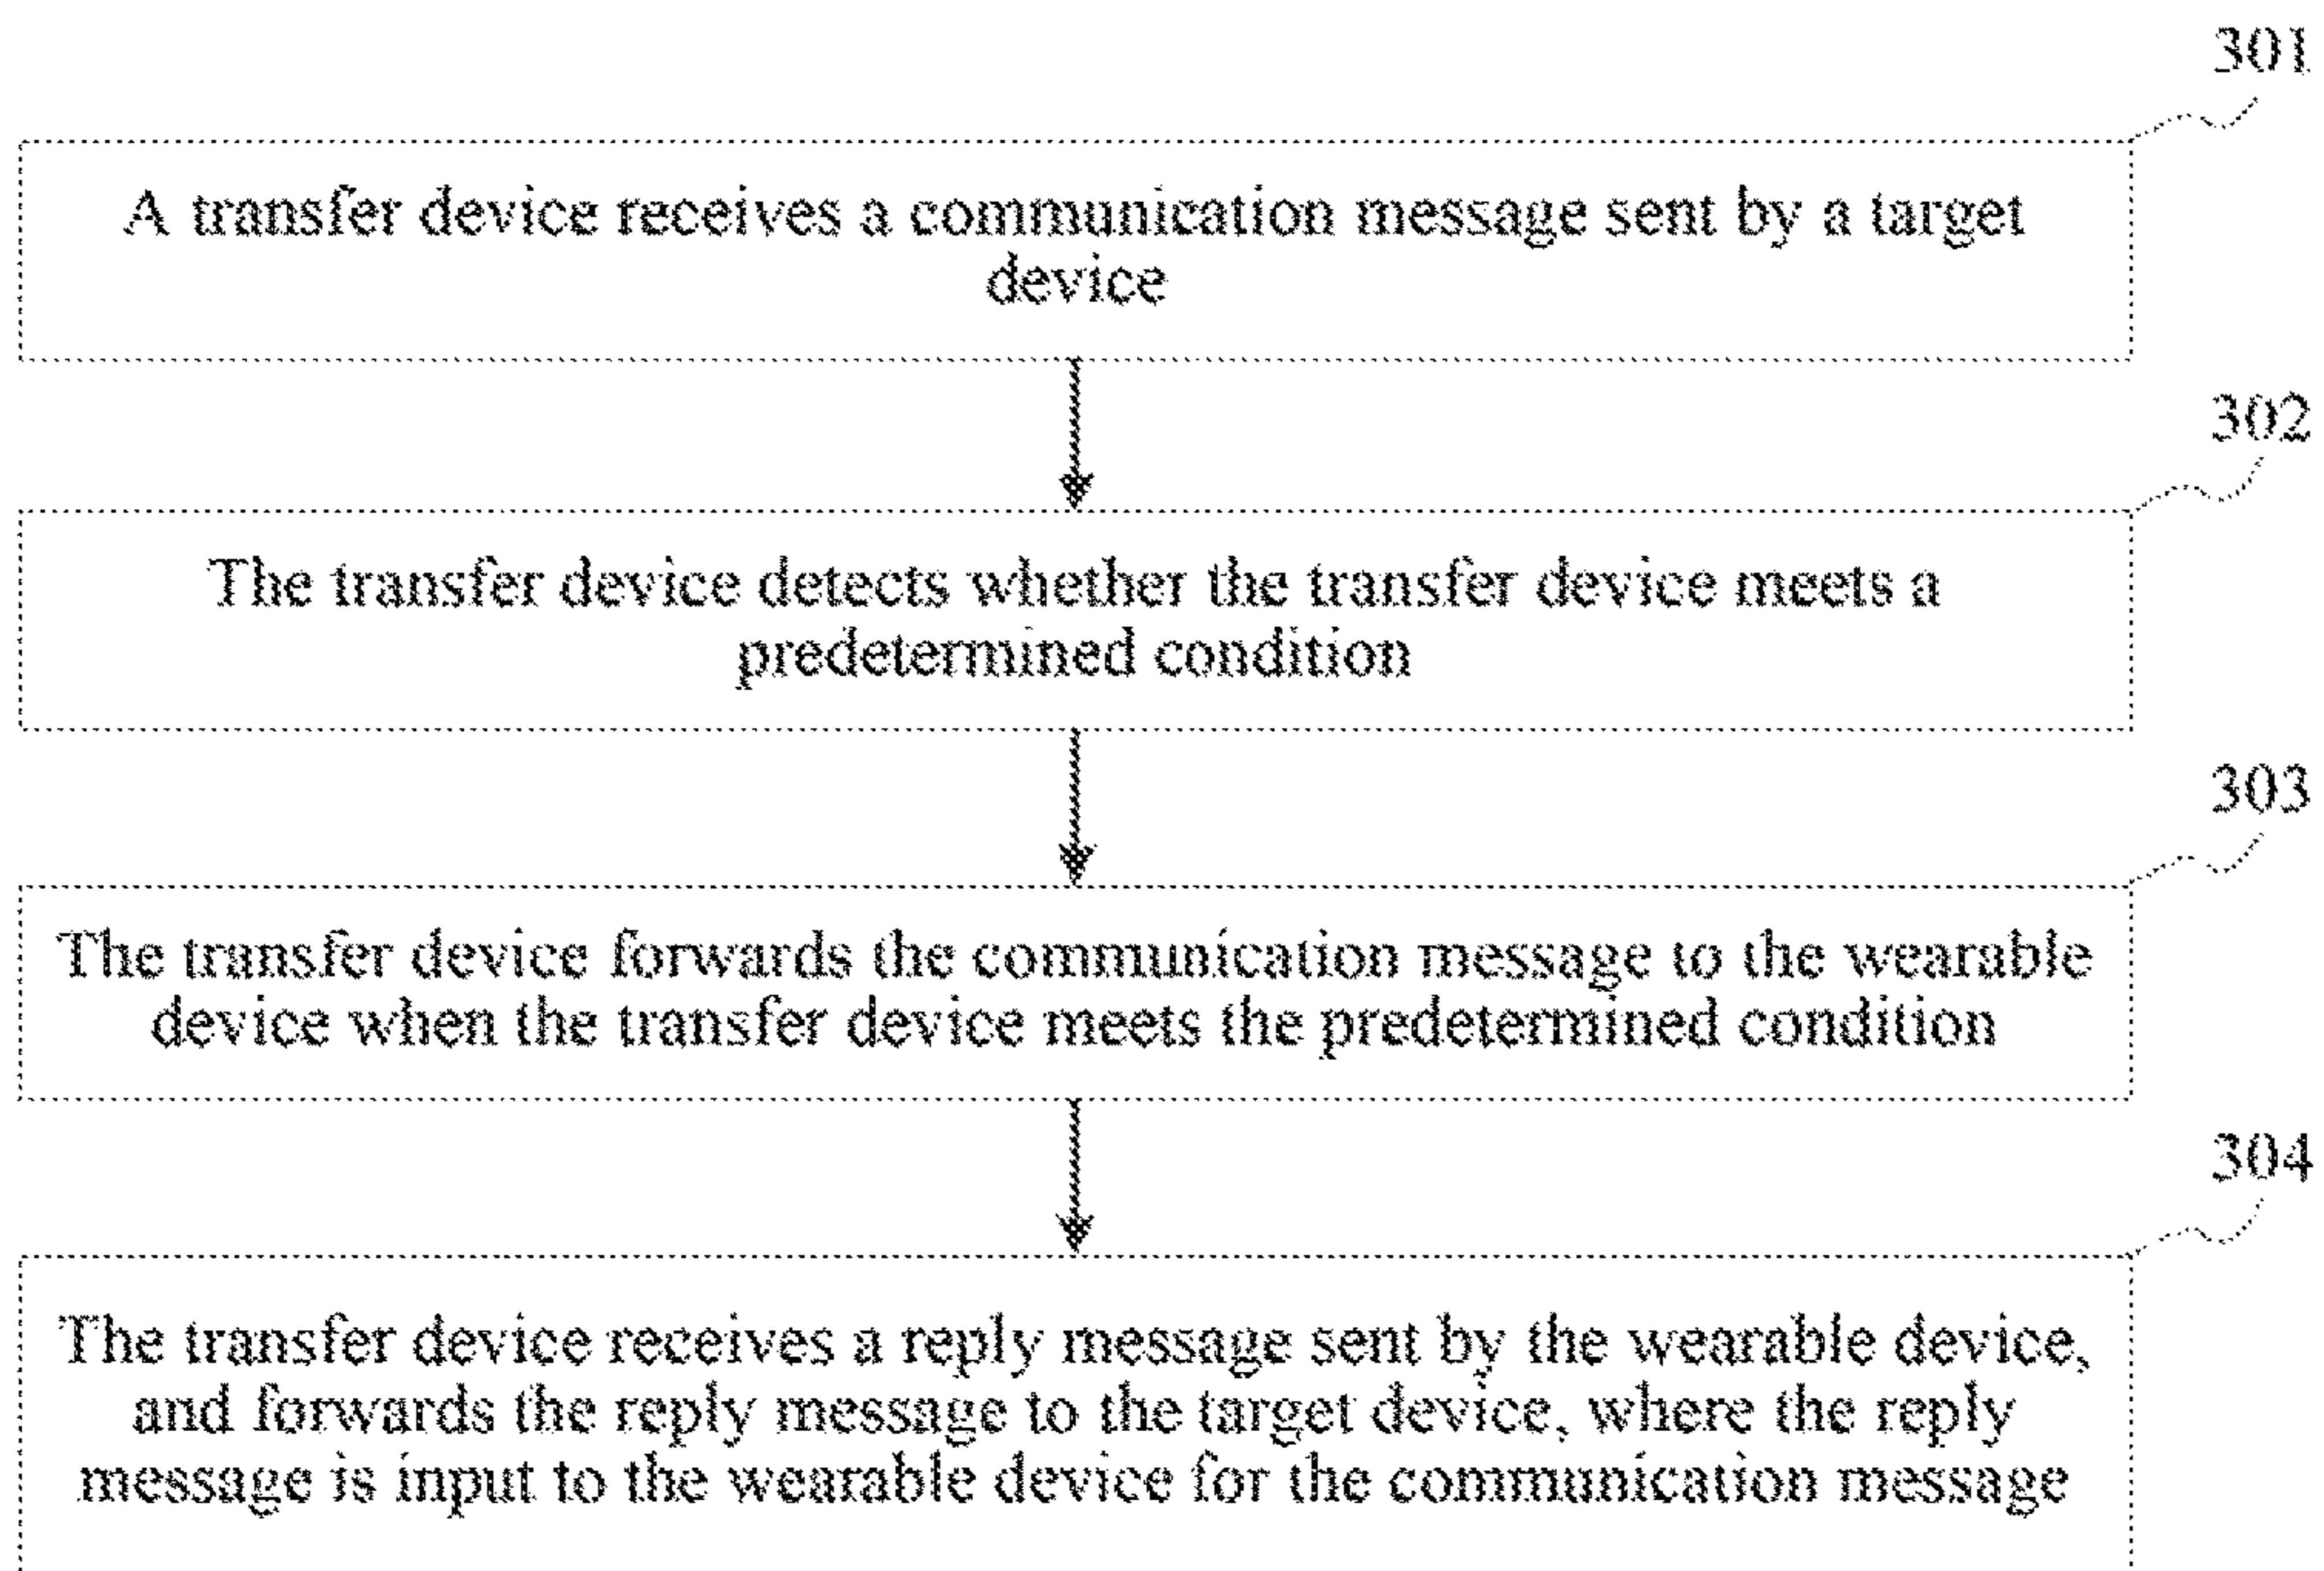 301
A transfer device receives a communication message sent by a target
device
302
The transfer device detects whether the transfer device meets a
predetermined condition
303
The transfer device forwards the communication message to the wearable
device when the transfer device meets the predetermined condition
304
The transfer device receives a reply message sent by the wearable device,
and forwards the reply message to the target device, where the reply
message is input to the wearable device for the communication message